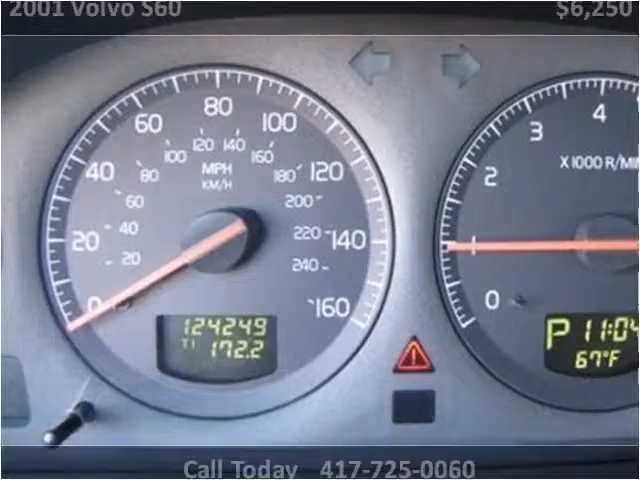 2001 Volvo S60 $6,250
80
60 100
120 140
100 160
MPH
KM/H
40 80 180 120
60 200
20 40 220 140
20 240
0 160
124249
T1 172.2
4
3
X1000 R/MI
2
0
P 11:04
67°F
Call Today 417-725-0060